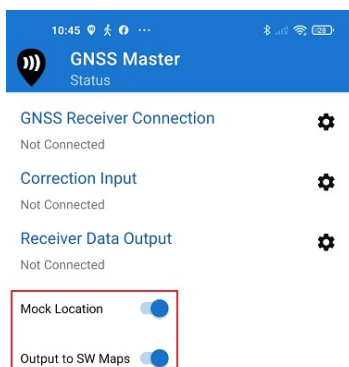 10:45 ... 28
GNSS Master
Status
GNSS Receiver Connection
Not Connected
Correction Input
Not Connected
Receiver Data Output
Not Connected
Mock Location
Output to SW Maps